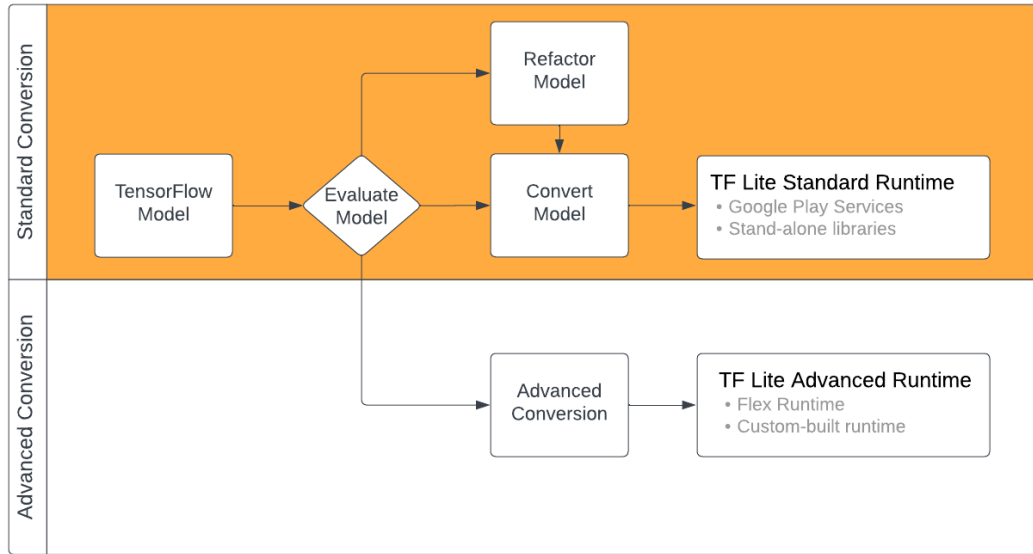 Standard Conversion
Refactor
Model
TensorFlow
Model
Evaluate
Model
Convert
Model
TF Lite Standard Runtime
• Google Play Services
• Stand-alone libraries
Advanced Conversion
Advanced
Conversion
TF Lite Advanced Runtime
• Flex Runtime
• Custom-built runtime